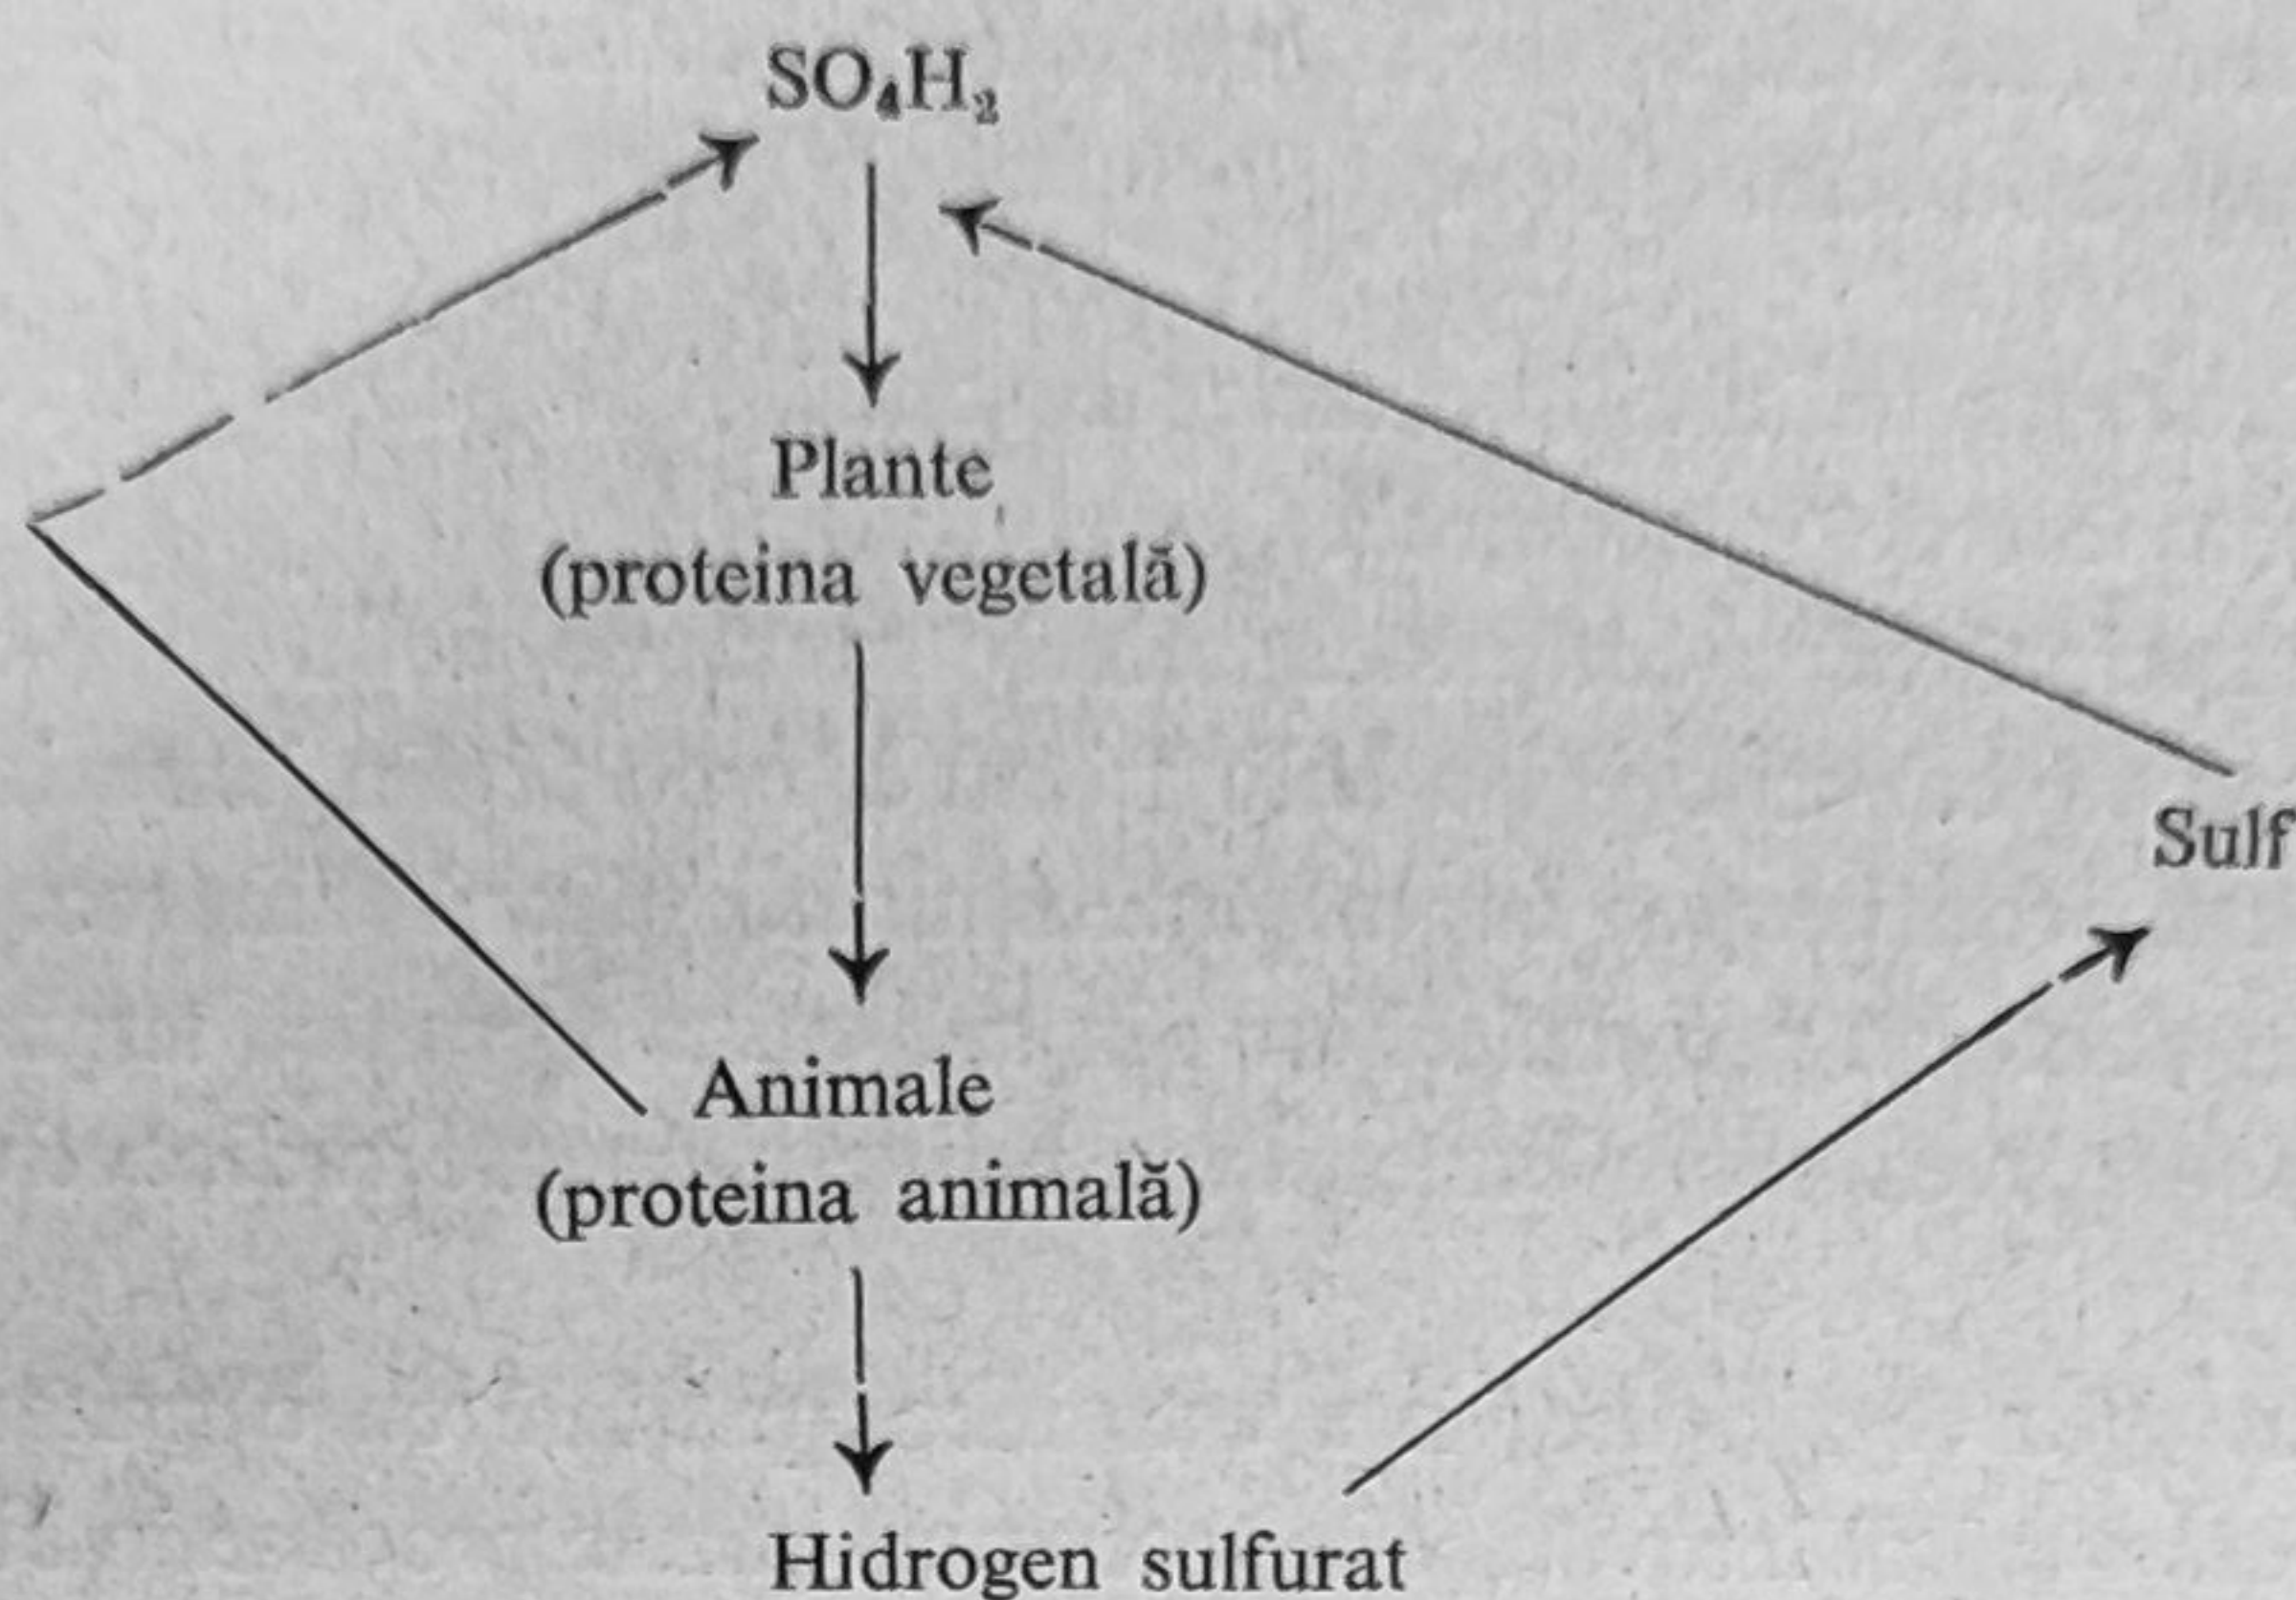 SO₄H₂
Plante
(proteina vegetală)
Sulf
Animale
(proteina animală)
Hidrogen sulfurat